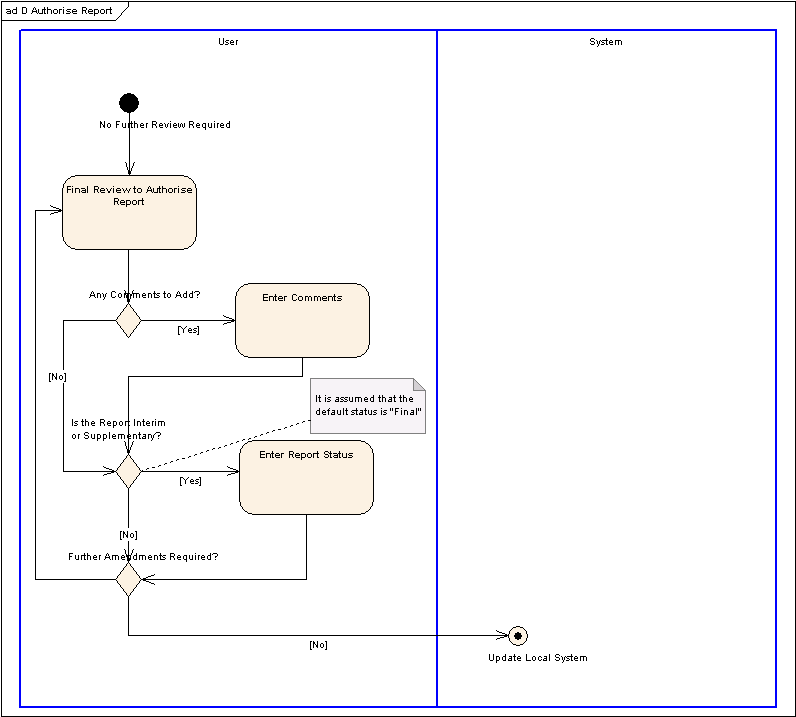 ad D Authorise Report
User
System
No Further Review Required
Final Review to Authorise
Report
Any Comments to Add?
Enter Comments
[Yes]
[No]
It is assumed that the
default status is "Final"
Is the Report Interim
or Supplementary?
Enter Report Status
[Yes]
[No]
Further Amendments Required?
[No]
Update Local System